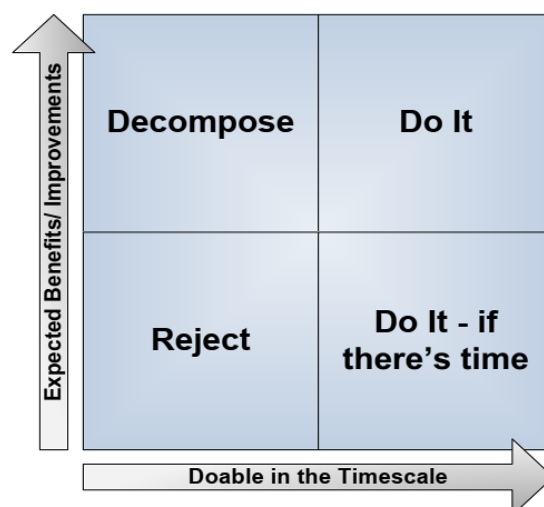 Expected Benefits/ Improvements
Decompose
Do It
Reject
Do It - if
there's time
Doable in the Timescale